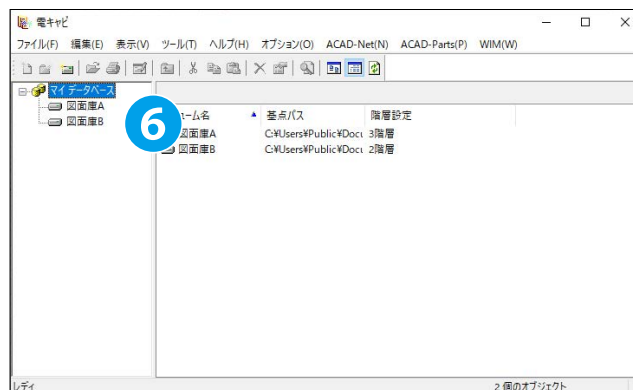 電キャビ
ファイル(F) 編集(E) 表示(V) ツール(T) ヘルプ(H) オプション(O) ACAD-Net(N) ACAD-Parts(P) WIM(W)
マイ データベース
図面庫A
図面庫B
6
ーム名 基点パス 階層設定
図面庫A C:¥Users¥Public¥Docu 3階層
図面庫B C:¥Users¥Public¥Docu 2階層
レディ 2 個のオブジェクト